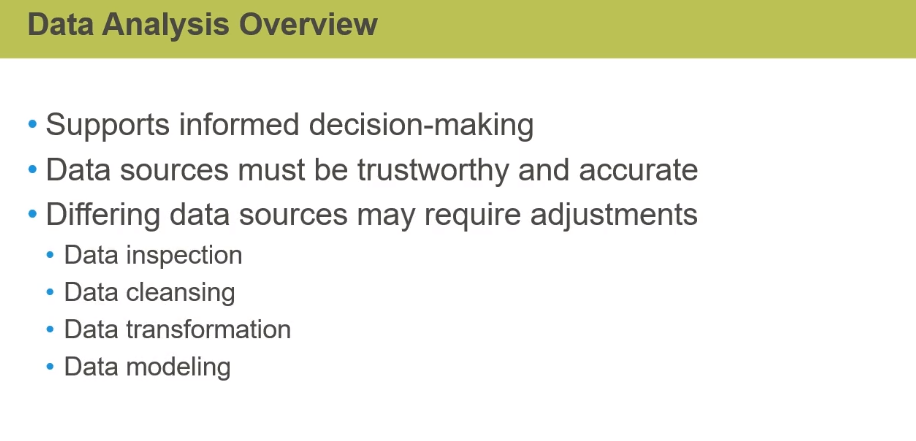 Data Analysis Overview
• Supports informed decision-making
• Data sources must be trustworthy and accurate
• Differing data sources may require adjustments
• Data inspection
• Data cleansing
• Data transformation
• Data modeling